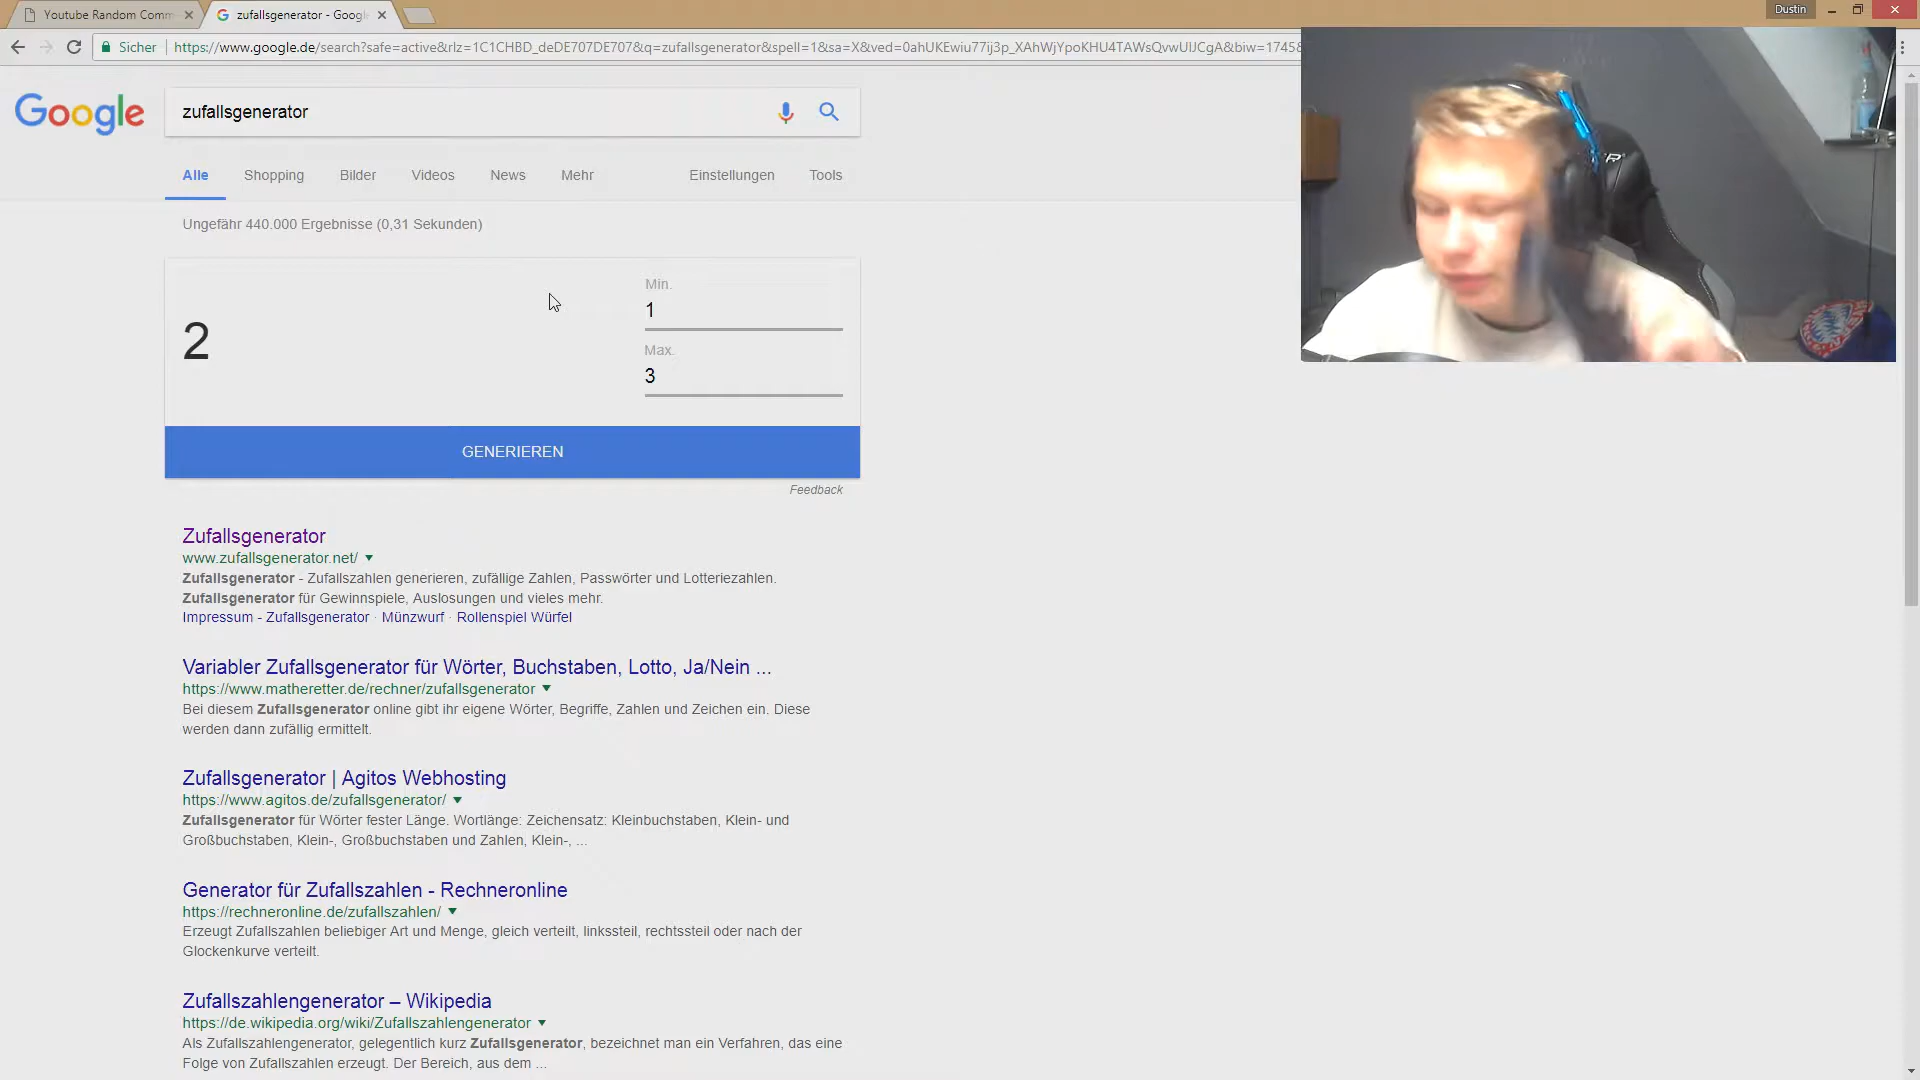 Youtube Random Comm
zufallsgenerator - Google
Dustin
Sicher
https://www.google.de/search?safe=active&rlz=1C1CHBD_deDE707DE707&q=zufallsgenerator&spell=1&sa=X&ved=0ahUKEwiu77ij3p_XAhWjYpoKHU4TAWsQvwUIJCgA&biw=1745&
Google
zufallsgenerator
Alle
Shopping
Bilder
Videos
News
Mehr
Einstellungen
Tools
Ungefähr 440.000 Ergebnisse (0,31 Sekunden)
2
Min.
1
Max.
3
GENERIEREN
Feedback
Zufallsgenerator
www.zufallsgenerator.net/
Zufallsgenerator - Zufallszahlen generieren, zufällige Zahlen, Passwörter und Lotteriezahlen.
Zufallsgenerator für Gewinnspiele, Auslosungen und vieles mehr.
Impressum - Zufallsgenerator · Münzwurf · Rollenspiel Würfel
Variabler Zufallsgenerator für Wörter, Buchstaben, Lotto, Ja/Nein ...
https://www.matheretter.de/rechner/zufallsgenerator
Bei diesem Zufallsgenerator online gibt ihr eigene Wörter, Begriffe, Zahlen und Zeichen ein. Diese
werden dann zufällig ermittelt.
Zufallsgenerator | Agitos Webhosting
https://www.agitos.de/zufallsgenerator/
Zufallsgenerator für Wörter fester Länge. Wortlänge: Zeichensatz: Kleinbuchstaben, Klein- und
Großbuchstaben, Klein-, Großbuchstaben und Zahlen, Klein-, ...
Generator für Zufallszahlen - Rechneronline
https://rechneronline.de/zufallszahlen/
Erzeugt Zufallszahlen beliebiger Art und Menge, gleich verteilt, linkssteil, rechtssteil oder nach der
Glockenkurve verteilt.
Zufallszahlengenerator – Wikipedia
https://de.wikipedia.org/wiki/Zufallszahlengenerator
Als Zufallszahlengenerator, gelegentlich kurz Zufallsgenerator, bezeichnet man ein Verfahren, das eine
Folge von Zufallszahlen erzeugt. Der Bereich, aus dem ...